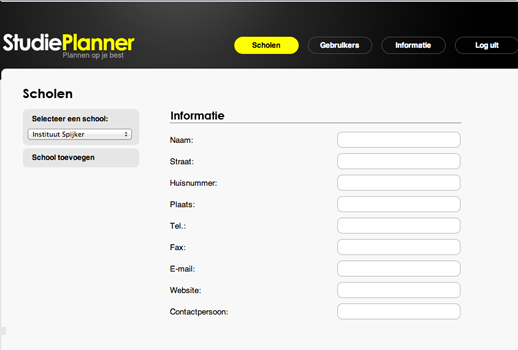 StudiePlanner
Plannen op je best
Scholen
Gebruikers
Informatie
Log uit
Scholen
Selecteer een school:
Instituut Spijker
School toevoegen
Informatie
Naam:
Straat:
Huisnummer:
Plaats:
Tel.:
Fax:
E-mail:
Website:
Contactpersoon: